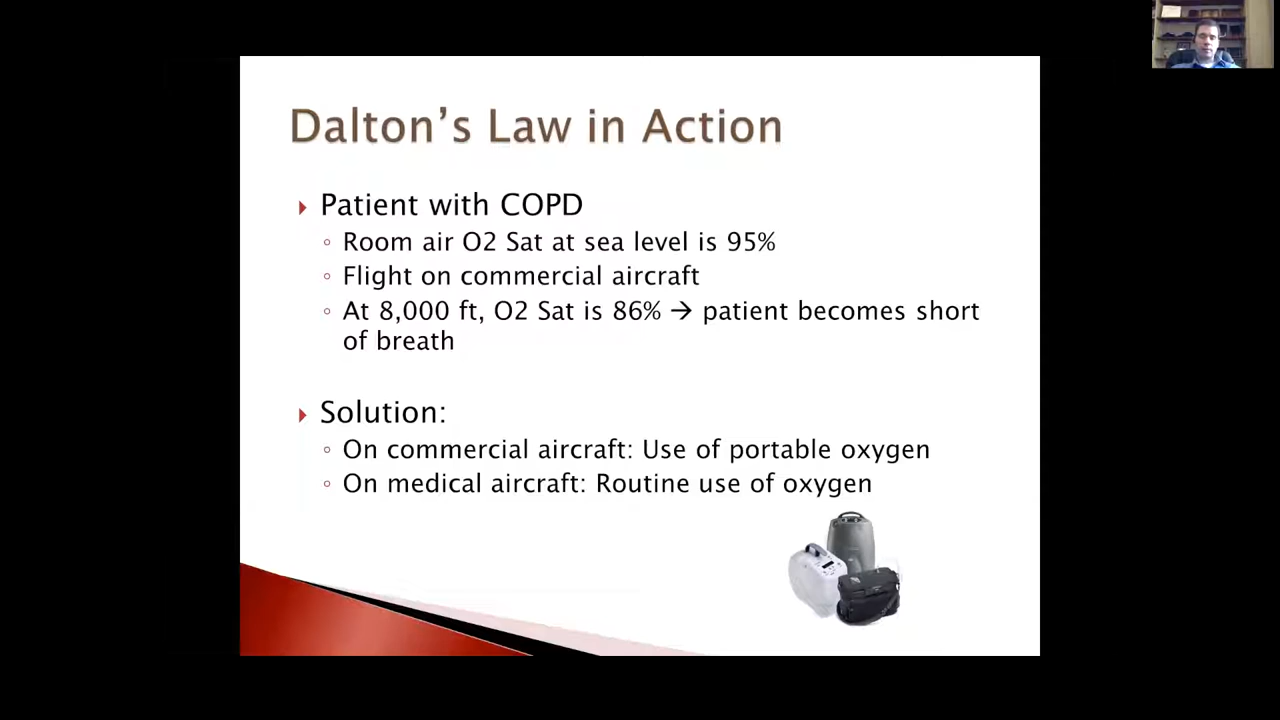 Dalton's Law in Action
Patient with COPD
Room air O2 Sat at sea level is 95%
Flight on commercial aircraft
At 8,000 ft, O2 Sat is 86% → patient becomes short
of breath
Solution:
On commercial aircraft: Use of portable oxygen
On medical aircraft: Routine use of oxygen